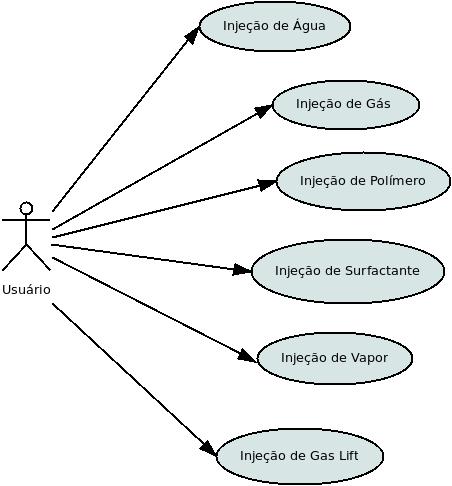 Injeção de Água
Injeção de Gás
Injeção de Polímero
Injeção de Surfactante
Usuário
Injeção de Vapor
Injeção de Gas Lift